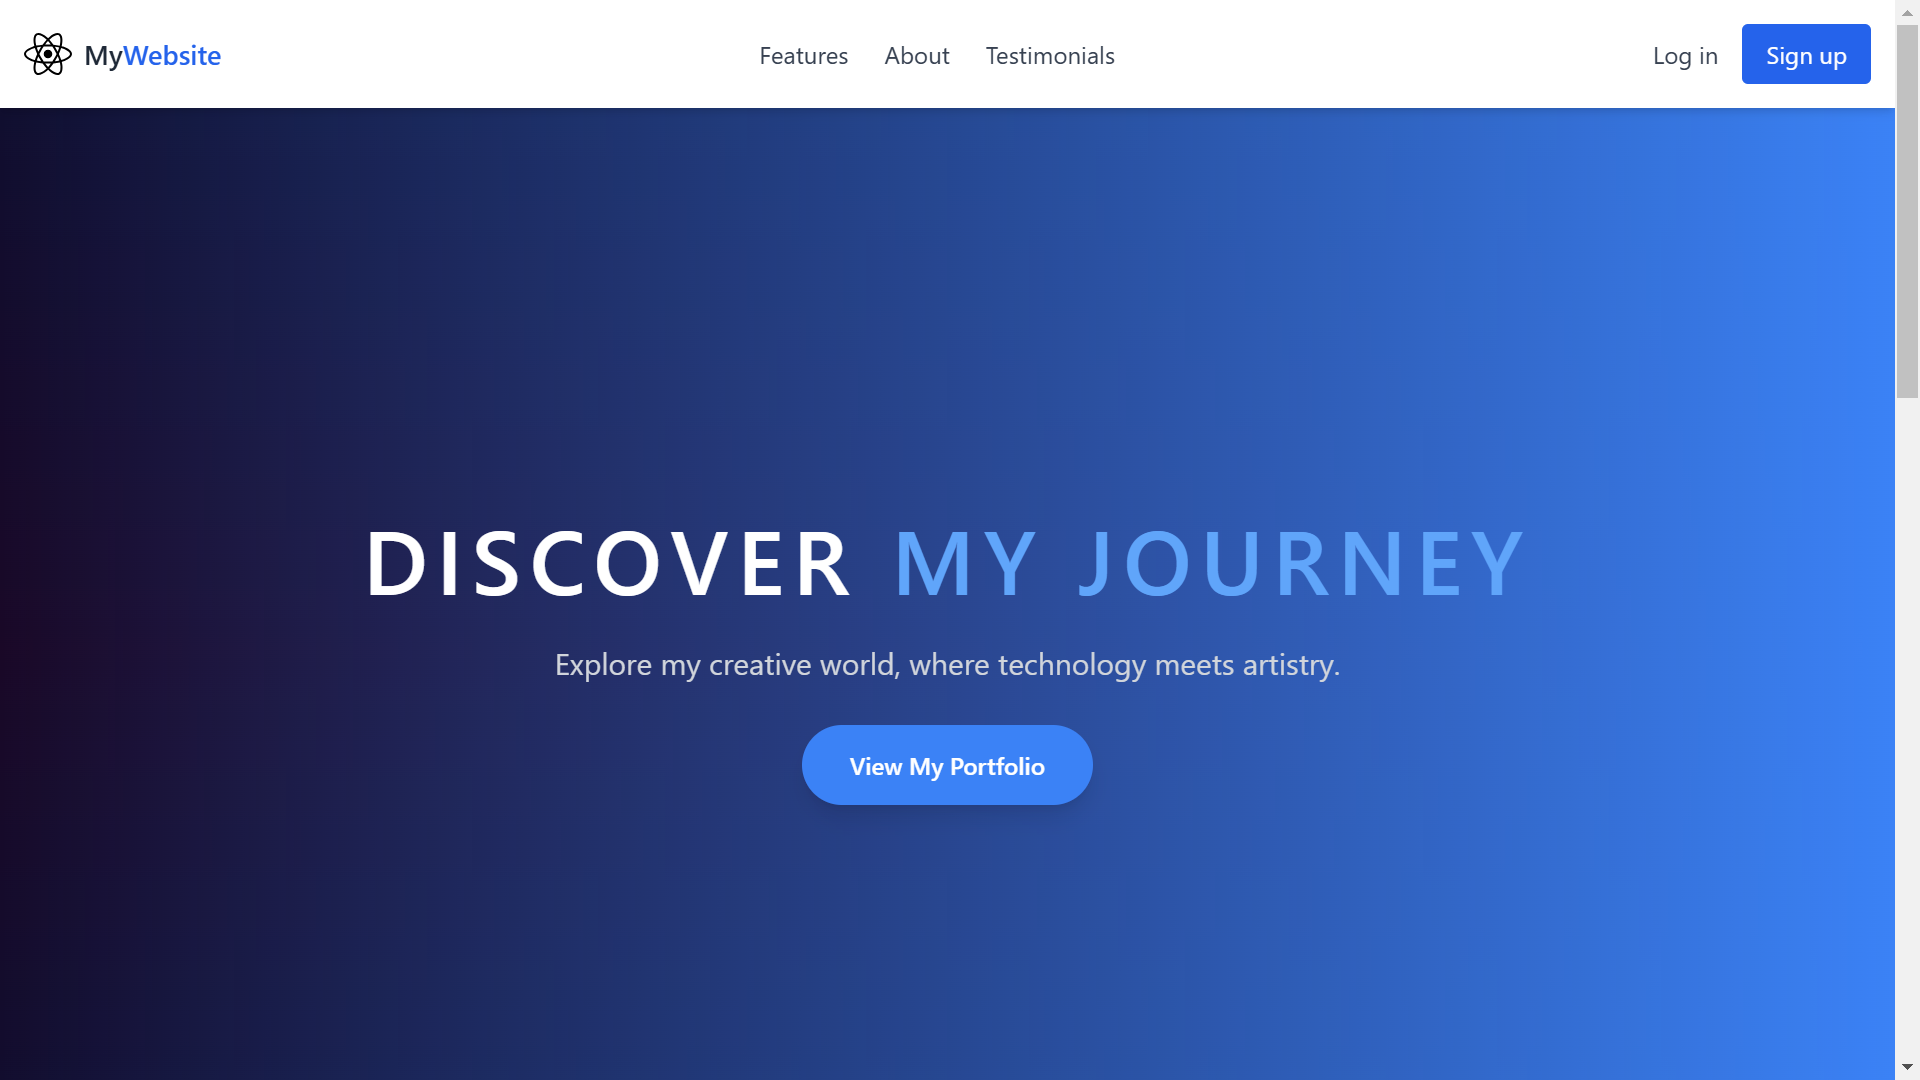 MyWebsite
Features
About
Testimonials
Log in
Sign up
DISCOVER MY JOURNEY
Explore my creative world, where technology meets artistry.
View My Portfolio